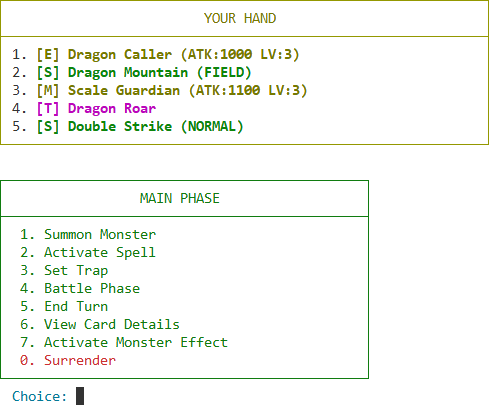 YOUR HAND
1. [E] Dragon Caller (ATK:1000 LV:3)
2. [S] Dragon Mountain (FIELD)
3. [M] Scale Guardian (ATK:1100 LV:3)
4. [T] Dragon Roar
5. [S] Double Strike (NORMAL)
MAIN PHASE
1. Summon Monster
2. Activate Spell
3. Set Trap
4. Battle Phase
5. End Turn
6. View Card Details
7. Activate Monster Effect
0. Surrender
Choice: